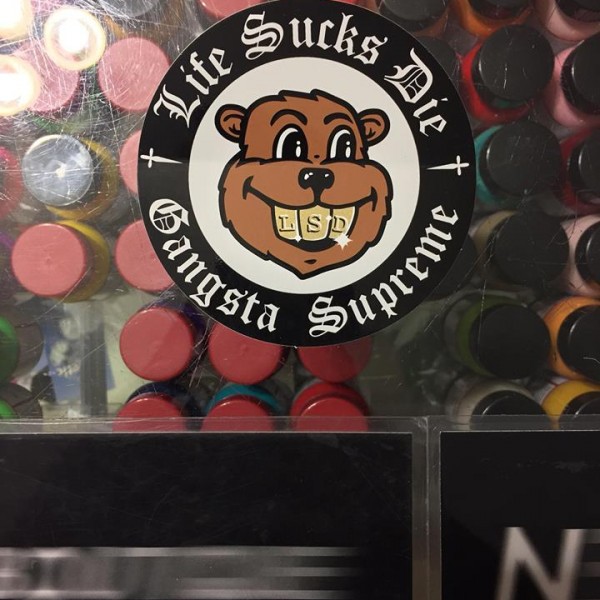 Life Sucks Die
LSD
Gangsta Supreme
N